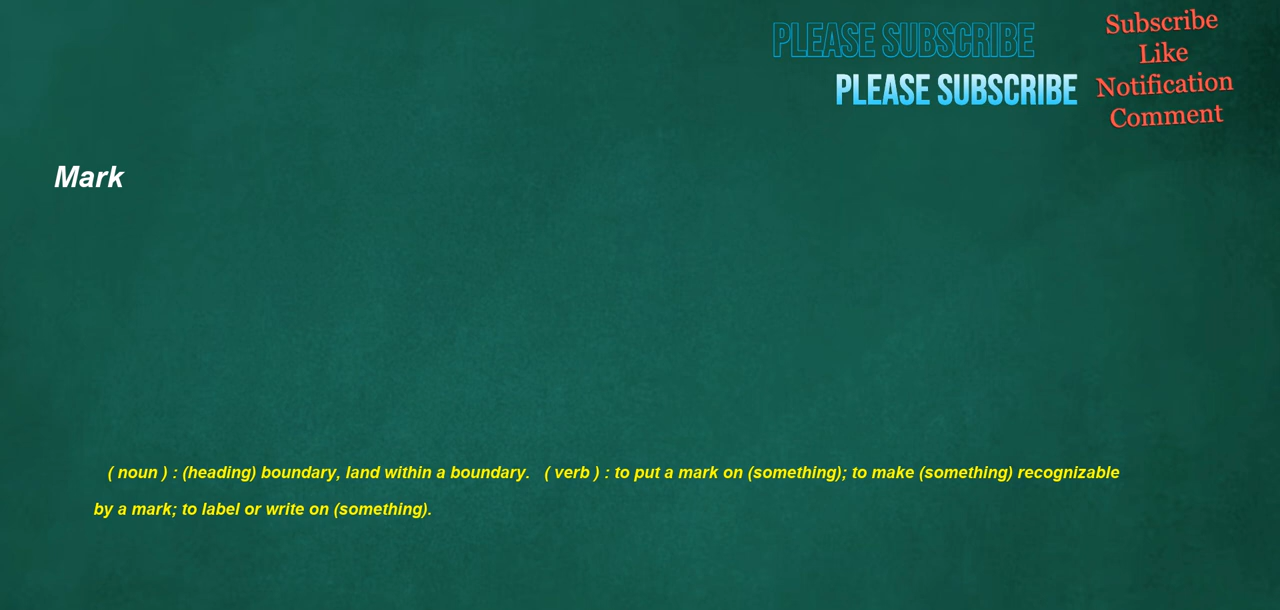 PLEASE SUBSCRIBE
PLEASE SUBSCRIBE
Subscribe
Like
Notification
Comment
Mark
( noun ) : (heading) boundary, land within a boundary.   ( verb ) : to put a mark on (something); to make (something) recognizable
by a mark; to label or write on (something).